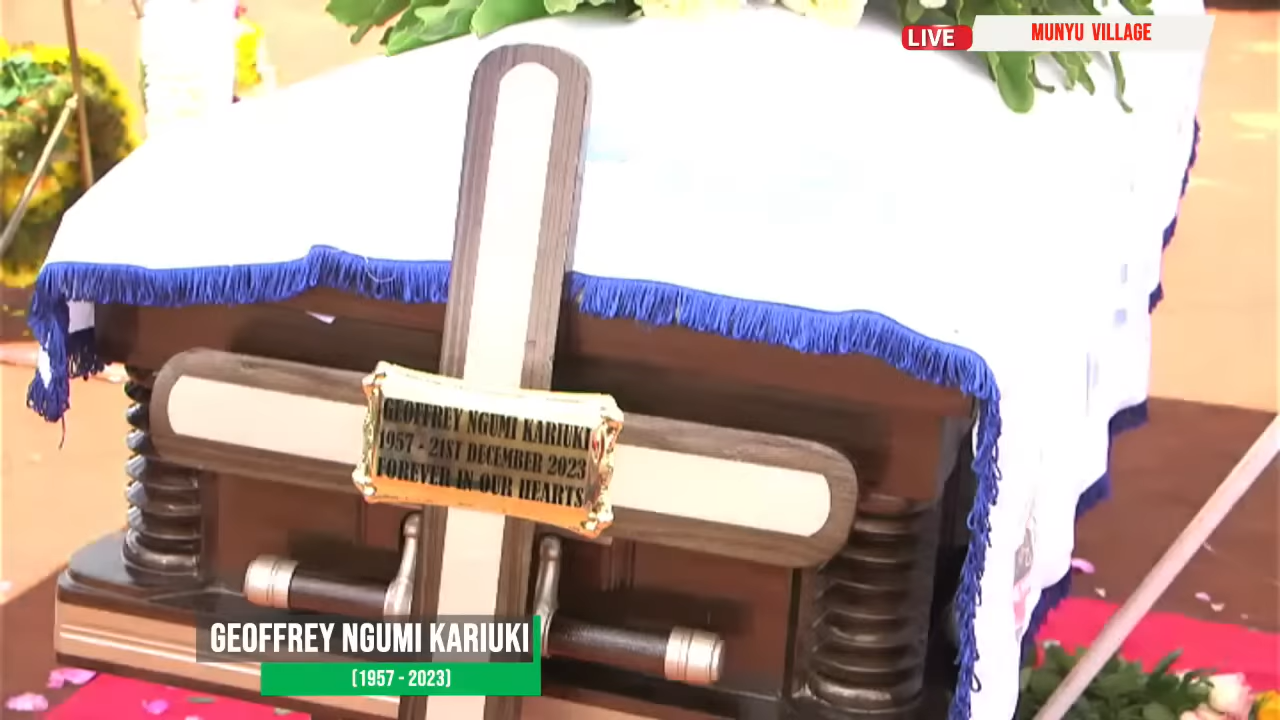 LIVE
MUNYU VILLAGE
GEOFFREY NGUMI KARIUKI
1957 - 21ST DECEMBER 2023
FOREVER IN OUR HEARTS
GEOFFREY NGUMI KARIUKI
(1957 - 2023)